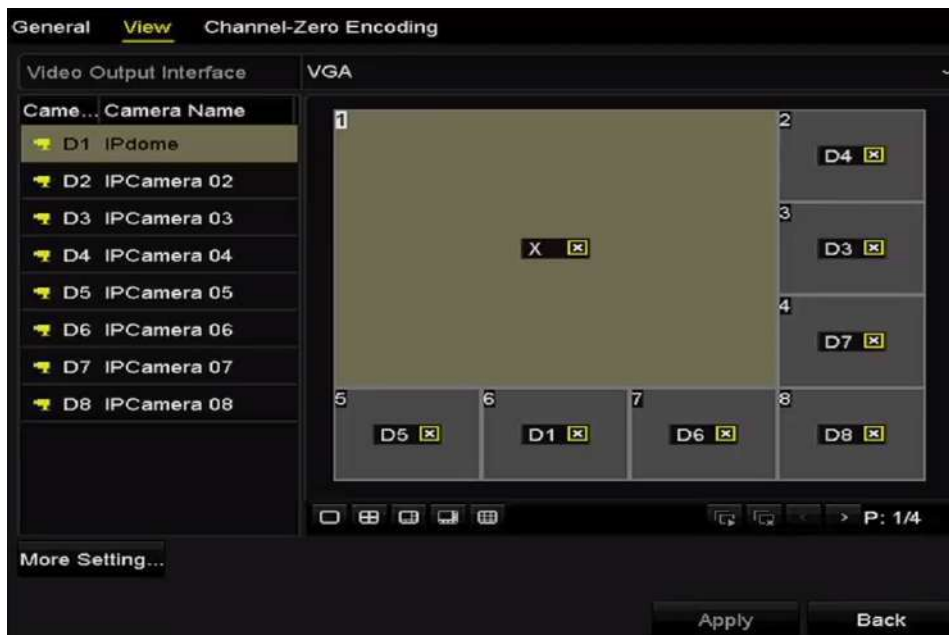 General View Channel-Zero Encoding
Video Output Interface VGA
Came... Camera Name
D1 IPdome
D2 IPCamera 02
D3 IPCamera 03
D4 IPCamera 04
D5 IPCamera 05
D6 IPCamera 06
D7 IPCamera 07
D8 IPCamera 08
1
X
2
D4
3
D3
4
D7
5
D5
6
D1
7
D6
8
D8
P: 1/4
More Setting...
Apply Back